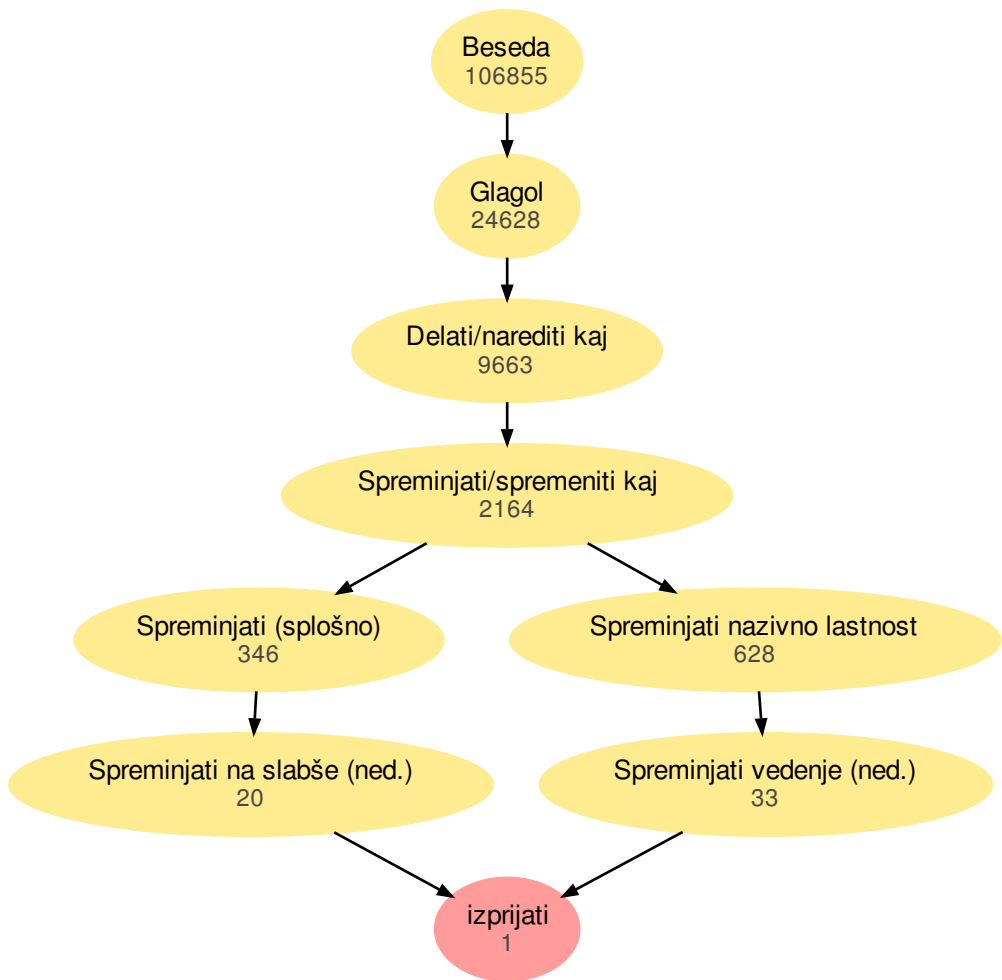 Beseda
106855
Glagol
24628
Delati/narediti kaj
9663
Spreminjati/spremeniti kaj
2164
Spreminjati (splošno)
346
Spreminjati nazivno lastnost
628
Spreminjati na slabše (ned.)
20
Spreminjati vedenje (ned.)
33
izprijati
1